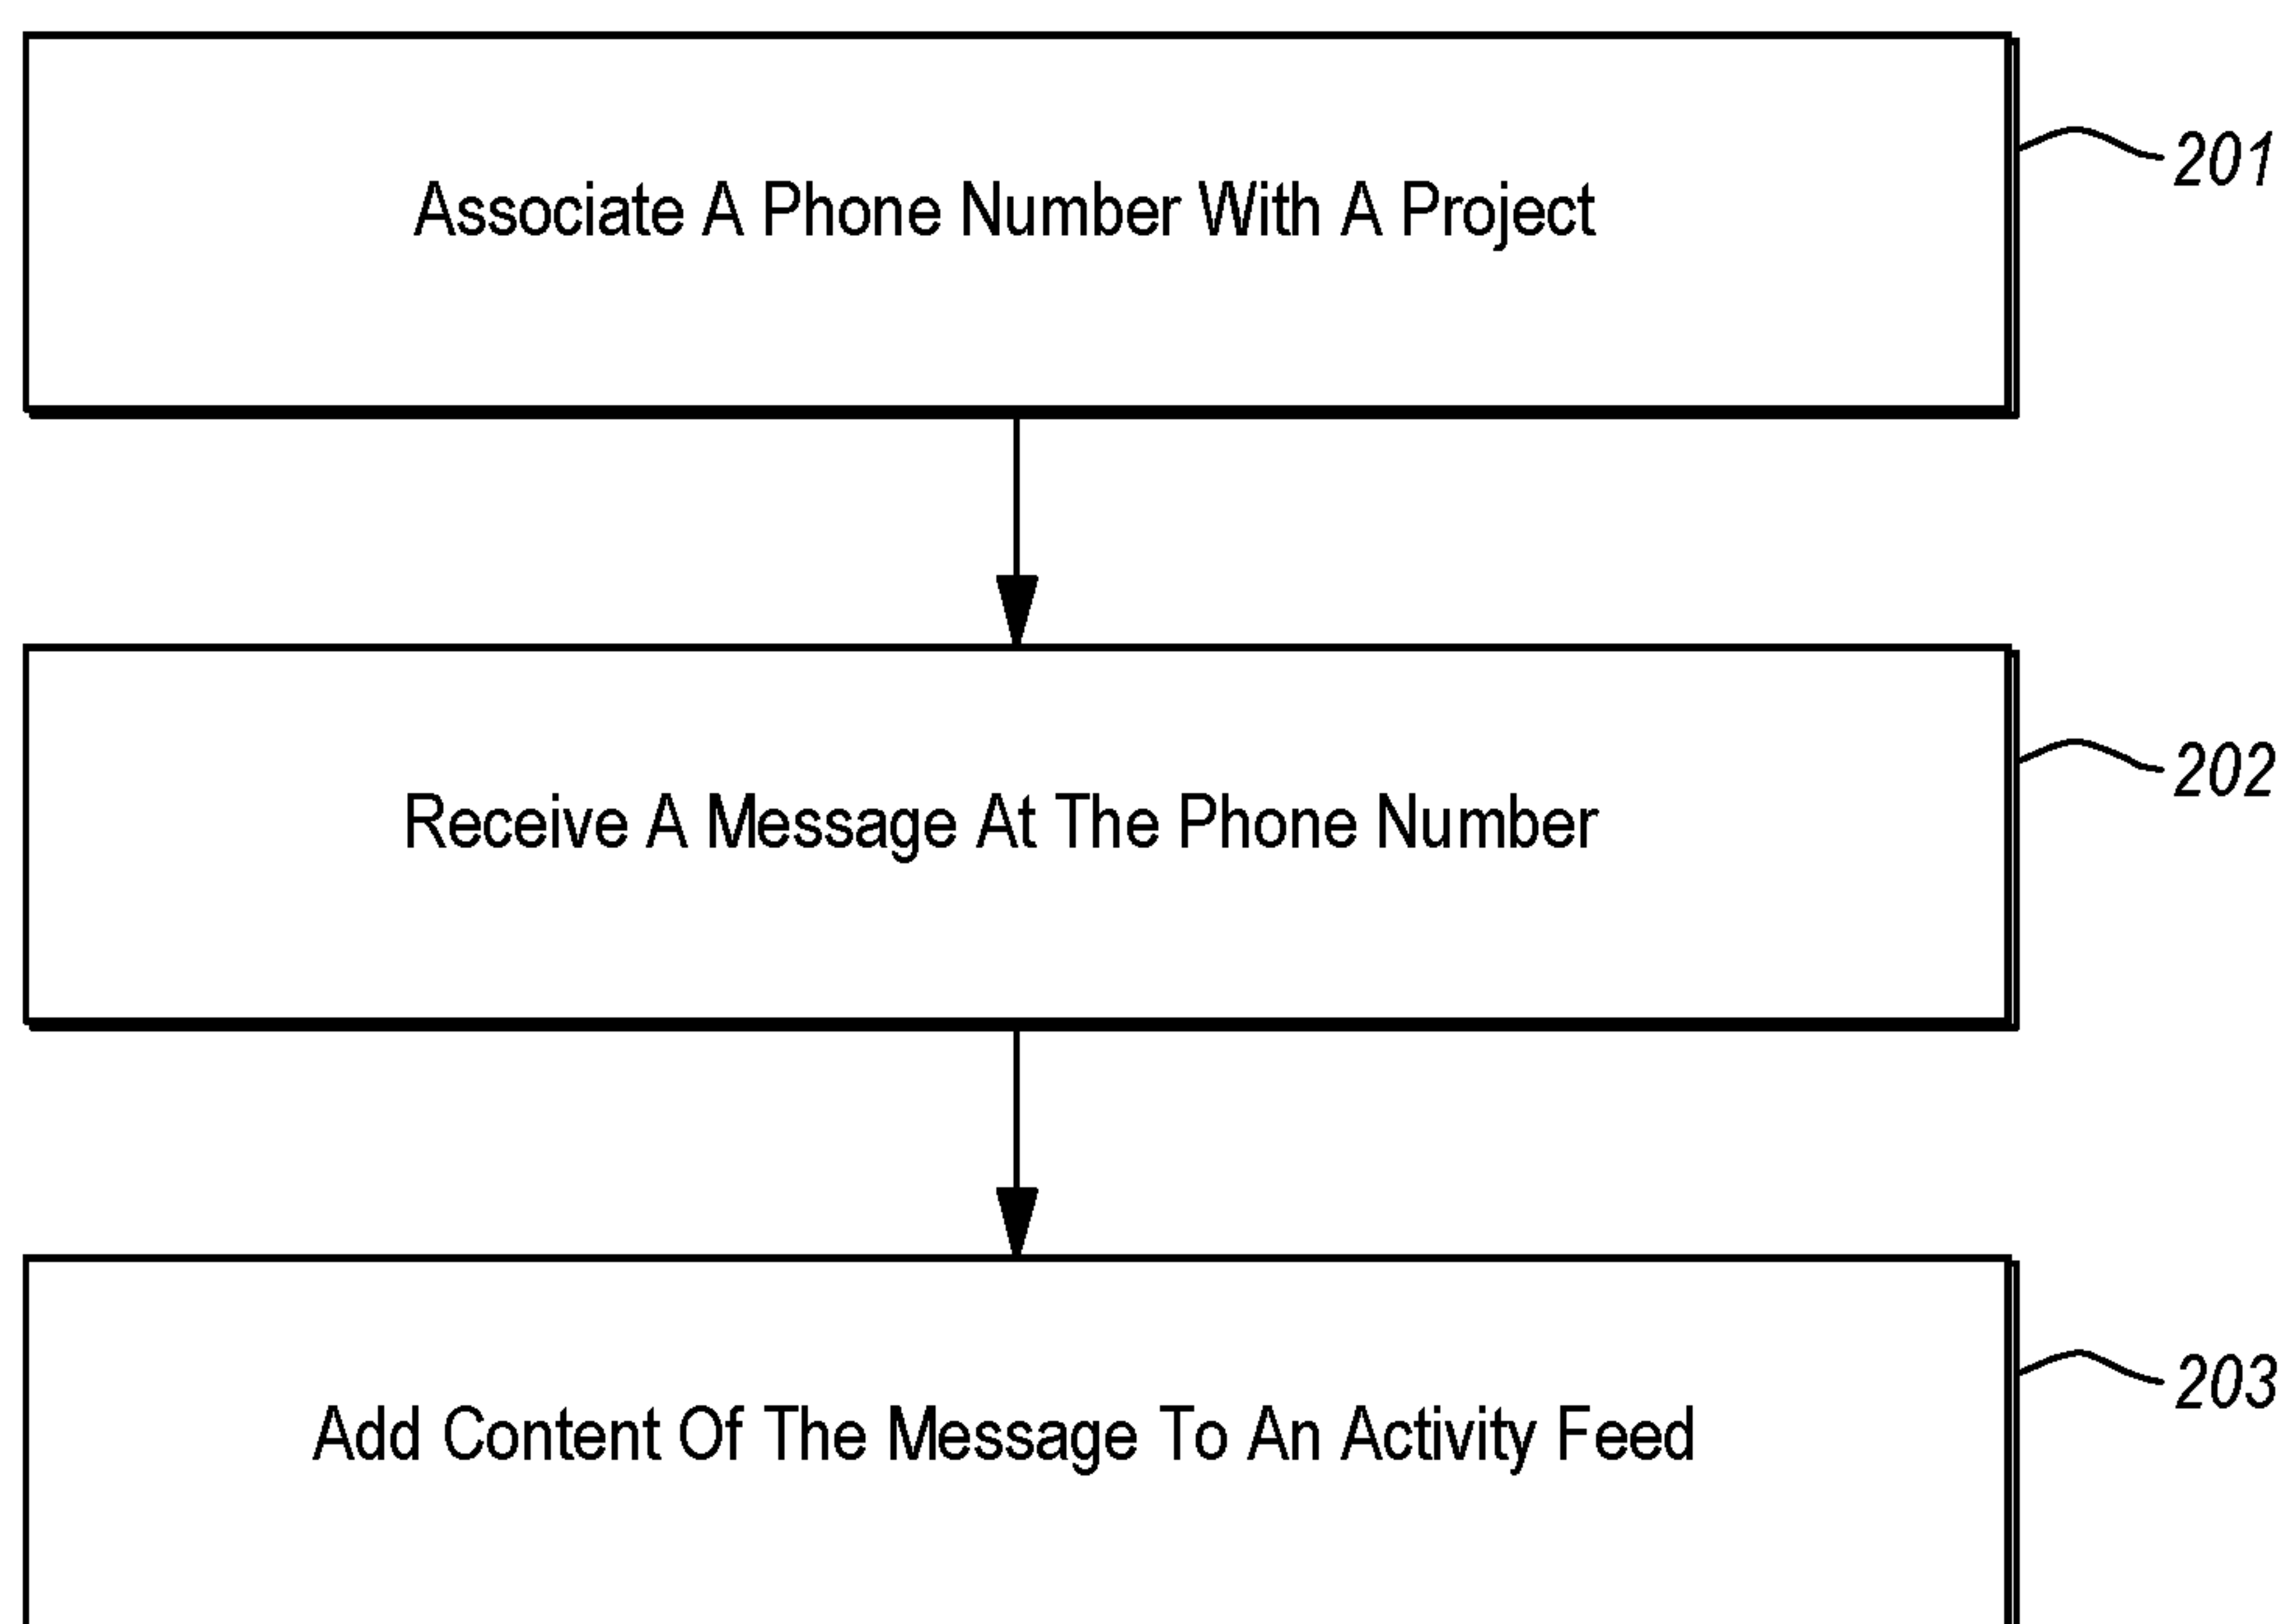 Associate A Phone Number With A Project
201
Receive A Message At The Phone Number
202
Add Content Of The Message To An Activity Feed
203